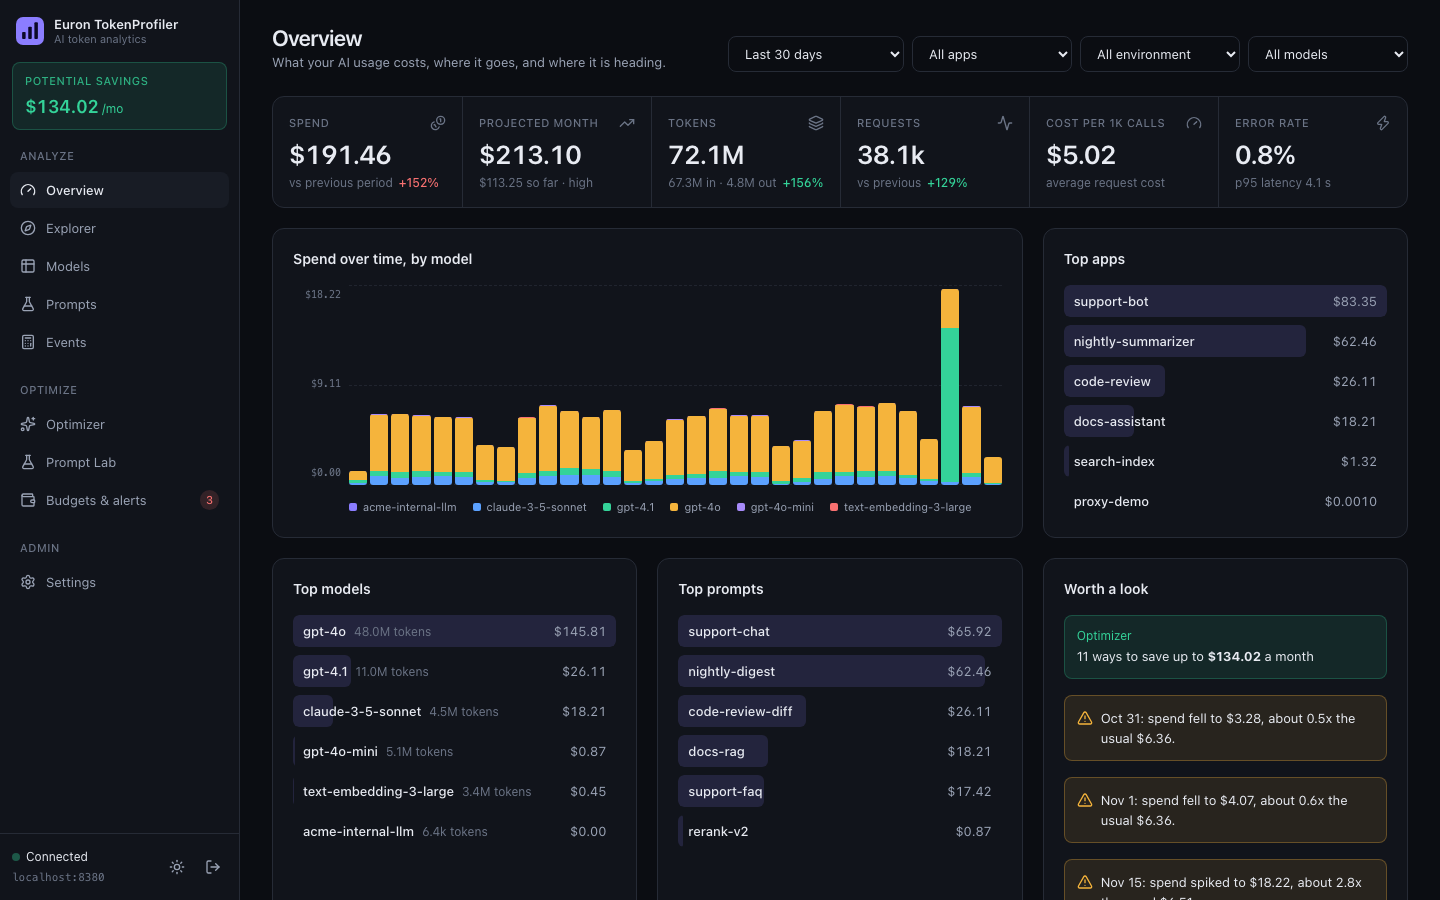 Euron TokenProfiler
AI token analytics
POTENTIAL SAVINGS
$134.02 /mo
ANALYZE
Overview
Explorer
Models
Prompts
Events
OPTIMIZE
Optimizer
Prompt Lab
Budgets & alerts 3
ADMIN
Settings
Connected
localhost:8380
Overview
What your AI usage costs, where it goes, and where it is heading.
Last 30 days
All apps
All environment
All models
SPEND
$191.46
vs previous period +152%
PROJECTED MONTH
$213.10
$113.25 so far · high
TOKENS
72.1M
67.3M in · 4.8M out +156%
REQUESTS
38.1k
vs previous +129%
COST PER 1K CALLS
$5.02
average request cost
ERROR RATE
0.8%
p95 latency 4.1 s
Spend over time, by model
$18.22
$9.11
$0.00
acme-internal-llm claude-3-5-sonnet gpt-4.1 gpt-4o gpt-4o-mini text-embedding-3-large
Top apps
support-bot $83.35
nightly-summarizer $62.46
code-review $26.11
docs-assistant $18.21
search-index $1.32
proxy-demo $0.0010
Top models
gpt-4o 48.0M tokens $145.81
gpt-4.1 11.0M tokens $26.11
claude-3-5-sonnet 4.5M tokens $18.21
gpt-4o-mini 5.1M tokens $0.87
text-embedding-3-large 3.4M tokens $0.45
acme-internal-llm 6.4k tokens $0.00
Top prompts
support-chat $65.92
nightly-digest $62.46
code-review-diff $26.11
docs-rag $18.21
support-faq $17.42
rerank-v2 $0.87
Worth a look
Optimizer
11 ways to save up to $134.02 a month
Oct 31: spend fell to $3.28, about 0.5x the
usual $6.36.
Nov 1: spend fell to $4.07, about 0.6x the
usual $6.36.
Nov 15: spend spiked to $18.22, about 2.8x